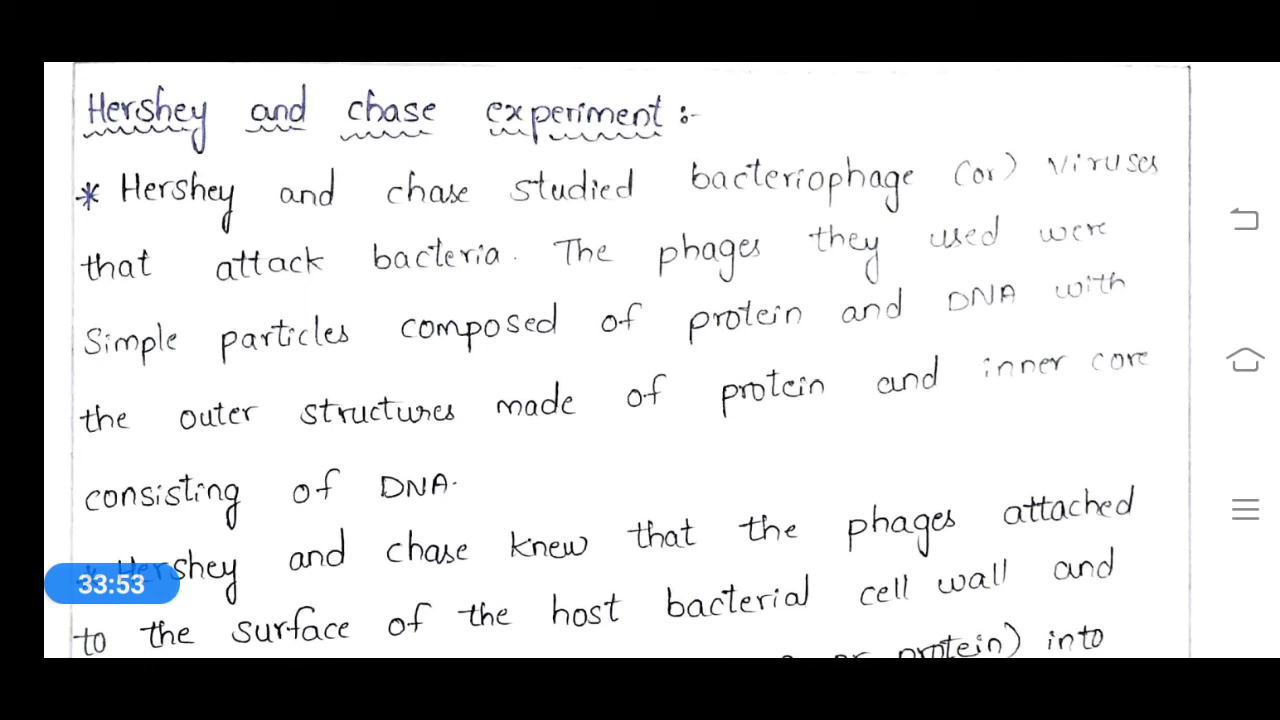 Hershey and chase experiment :-
* Hershey and chase studied bacteriophage (or) viruses
that attack bacteria. The phages they used were
Simple particles composed of protein and DNA with
the outer structures made of protein and inner core
consisting of DNA.
* Hershey and chase knew that the phages attached
33:53
to the surface of the host bacterial cell wall and
or protein) into